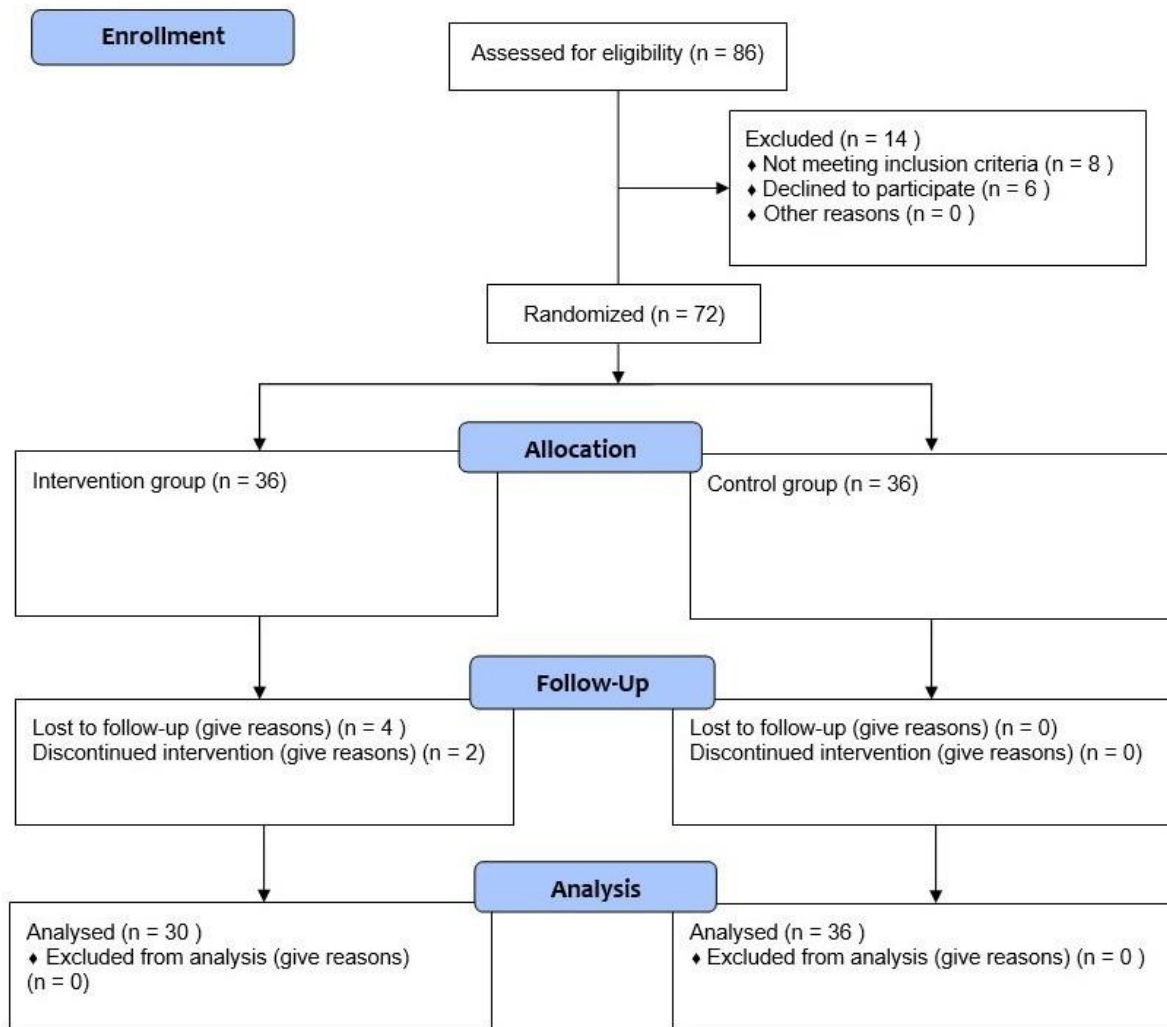 Enrollment
Assessed for eligibility (n = 86)
Excluded (n = 14 )
♦ Not meeting inclusion criteria (n = 8 )
♦ Declined to participate (n = 6 )
♦ Other reasons (n = 0 )
Randomized (n = 72)
Allocation
Intervention group (n = 36)
Control group (n = 36)
Follow-Up
Lost to follow-up (give reasons) (n = 4 )
Discontinued intervention (give reasons) (n = 2)
Lost to follow-up (give reasons) (n = 0)
Discontinued intervention (give reasons) (n = 0)
Analysis
Analysed (n = 30 )
♦ Excluded from analysis (give reasons)
(n = 0)
Analysed (n = 36 )
♦ Excluded from analysis (give reasons) (n = 0 )